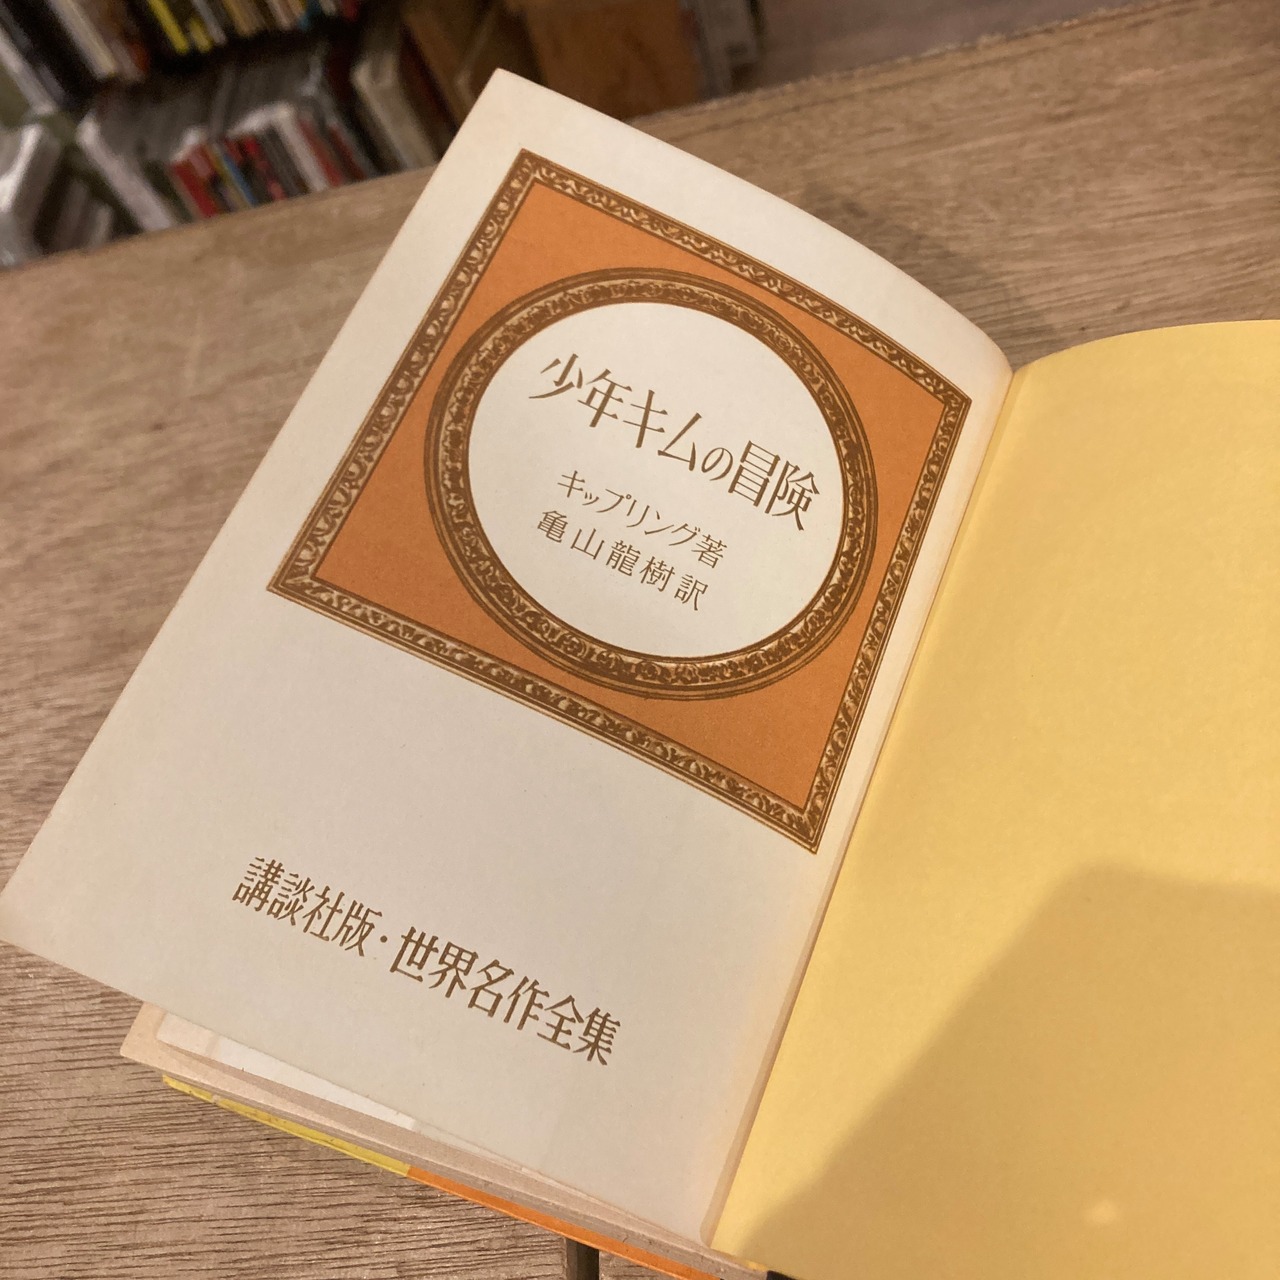 少年キムの冒険
キップリング著
亀山龍樹訳
講談社版・世界名作全集